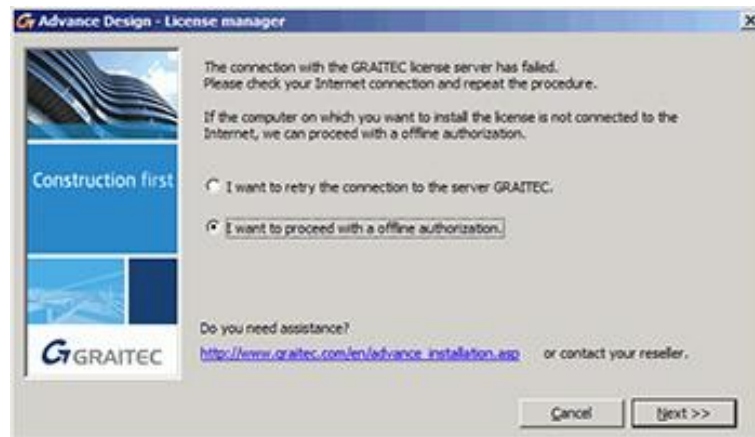 Advance Design - License manager
The connection with the GRAITEC license server has failed.
Please check your Internet connection and repeat the procedure.
If the computer on which you want to install the license is not connected to the
Internet, we can proceed with a offline authorization.
Construction first
I want to retry the connection to the server GRAITEC.
I want to proceed with a offline authorization.
Do you need assistance?
http://www.graitec.com/en/advance_installation.asp or contact your reseller.
GRAITEC
Cancel Next >>